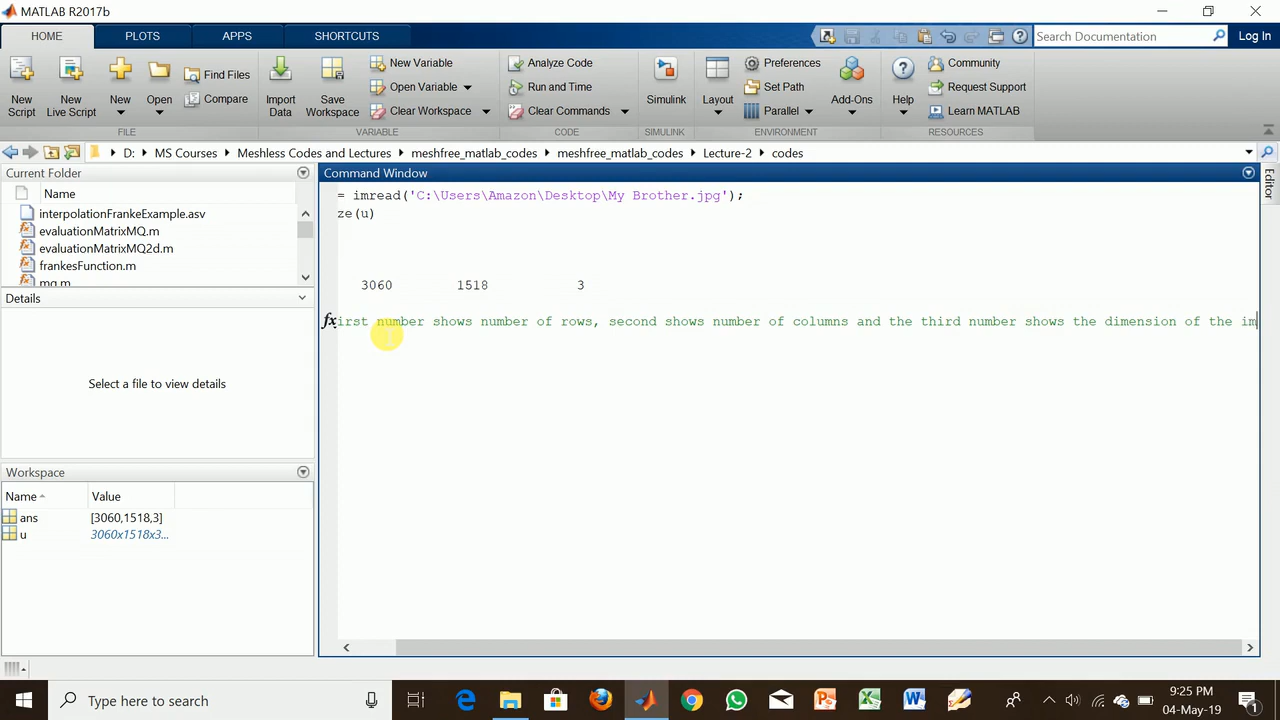 MATLAB R2017b
HOME PLOTS APPS SHORTCUTS
Search Documentation
Log In
New Script
New Live Script
New
Open
Find Files
Compare
Import Data
Save Workspace
New Variable
Open Variable
Clear Workspace
Analyze Code
Run and Time
Clear Commands
Simulink
Layout
Preferences
Set Path
Parallel
Add-Ons
Help
Community
Request Support
Learn MATLAB
FILE VARIABLE CODE SIMULINK ENVIRONMENT RESOURCES
D: MS Courses Meshless Codes and Lectures meshfree_matlab_codes meshfree_matlab_codes Lecture-2 codes
Current Folder
Name
interpolationFrankeExample.asv
evaluationMatrixMQ.m
evaluationMatrixMQ2d.m
frankesFunction.m
mq.m
Details
Select a file to view details
Workspace
Name Value
ans [3060,1518,3]
u 3060x1518x3...
Command Window
= imread('C:\Users\Amazon\Desktop\My Brother.jpg');
ze(u)
3060 1518 3
fx irst number shows number of rows, second shows number of columns and the third number shows the dimension of the im
Editor
Type here to search
9:25 PM
04-May-19